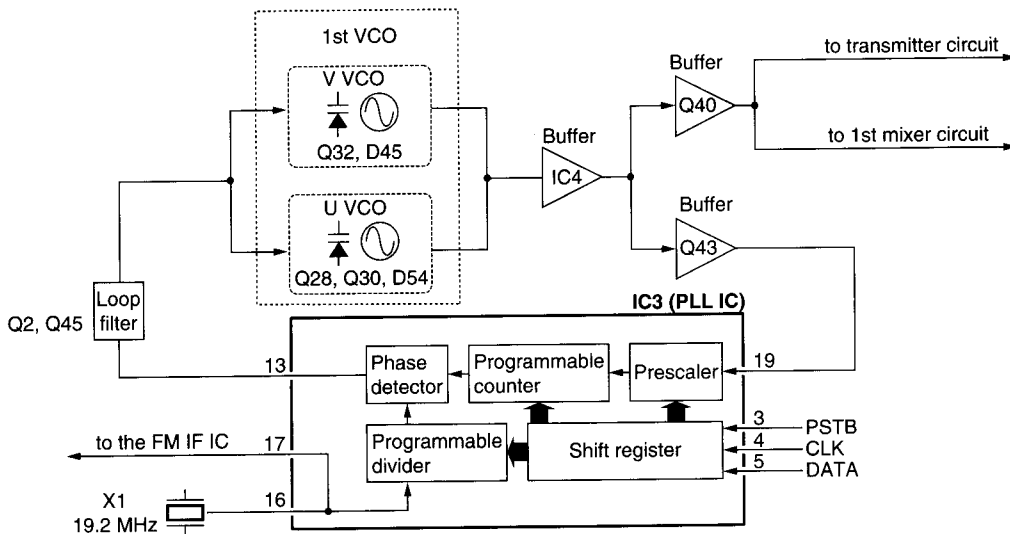 1st VCO
V VCO
Q32, D45
U VCO
Q28, Q30, D54
Buffer
IC4
Buffer
Q40
to transmitter circuit
to 1st mixer circuit
Buffer
Q43
Loop
filter
Q2, Q45
IC3 (PLL IC)
13
Phase
detector
Programmable
counter
Prescaler
19
Programmable
divider
Shift register
3
PSTB
4
CLK
5
DATA
to the FM IF IC
17
16
X1
19.2 MHz